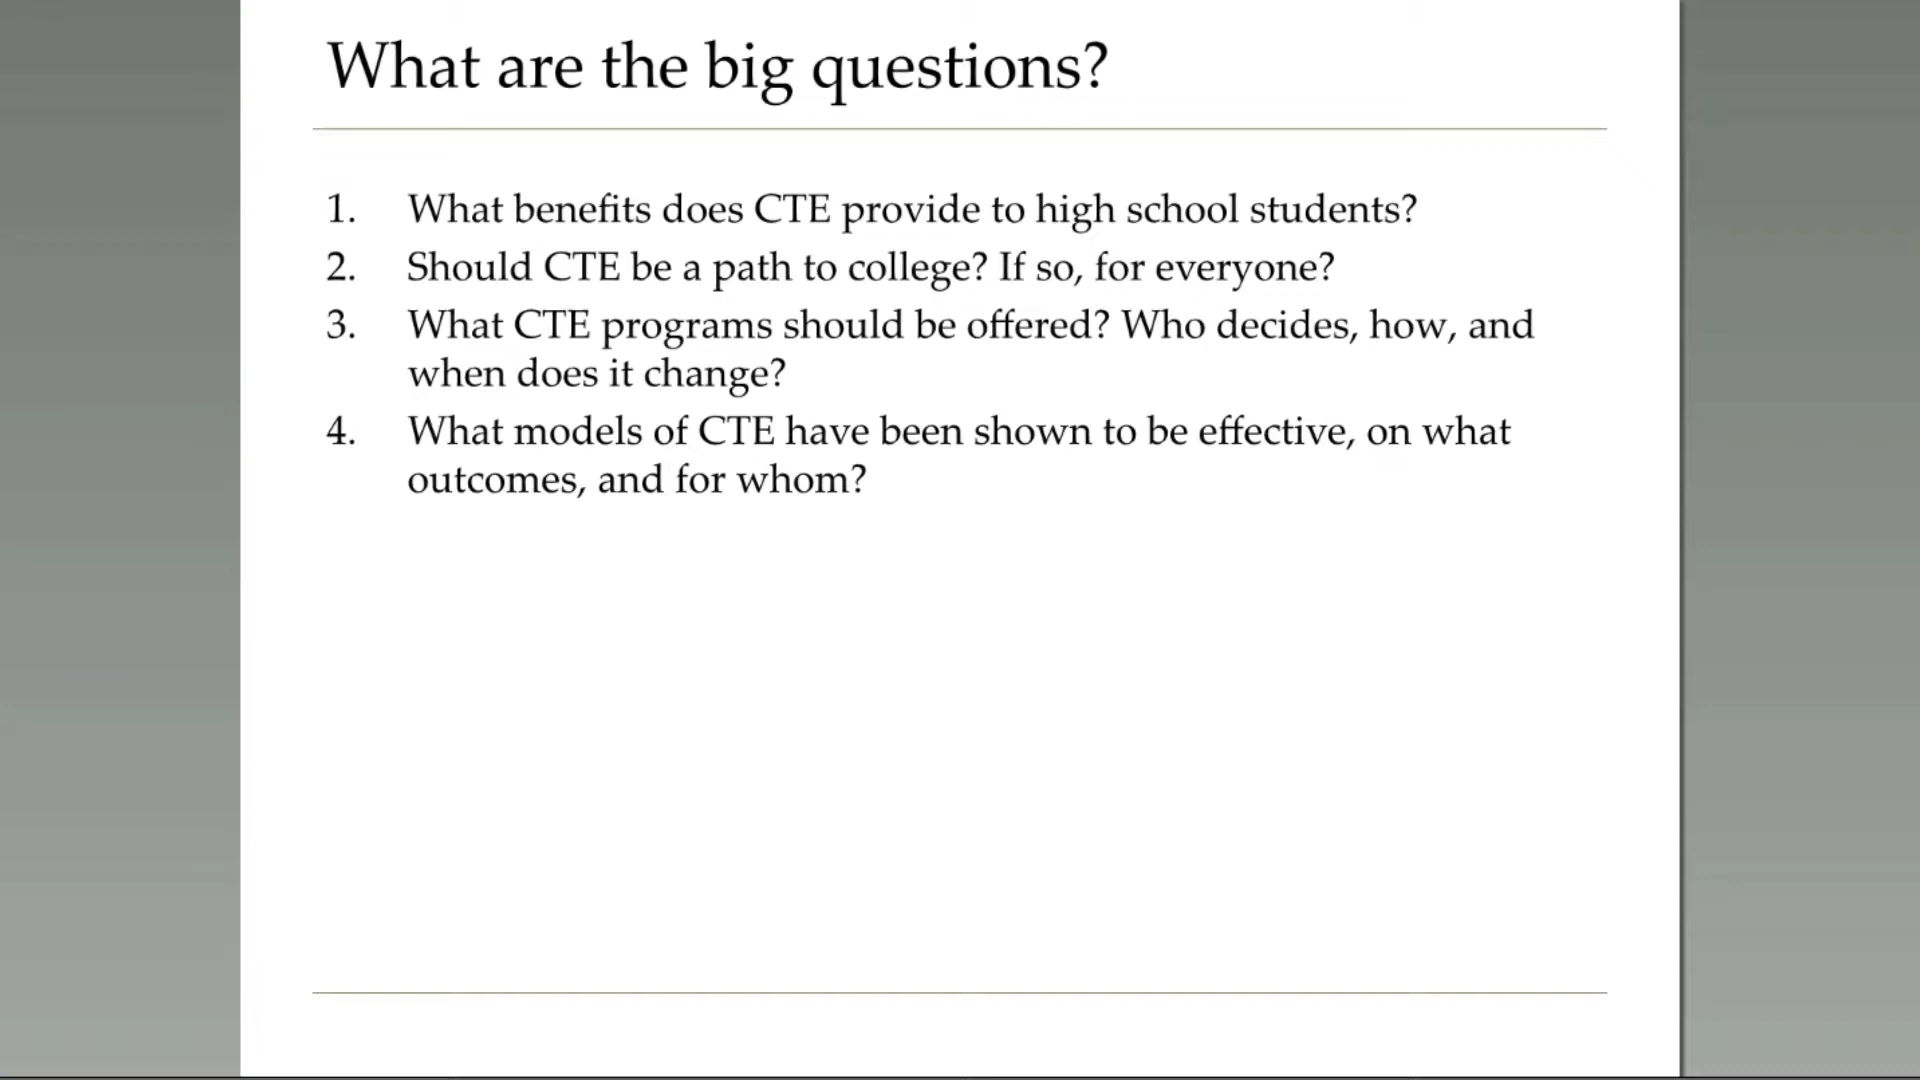 What are the big questions?
1. What benefits does CTE provide to high school students?
2. Should CTE be a path to college? If so, for everyone?
3. What CTE programs should be offered? Who decides, how, and
when does it change?
4. What models of CTE have been shown to be effective, on what
outcomes, and for whom?